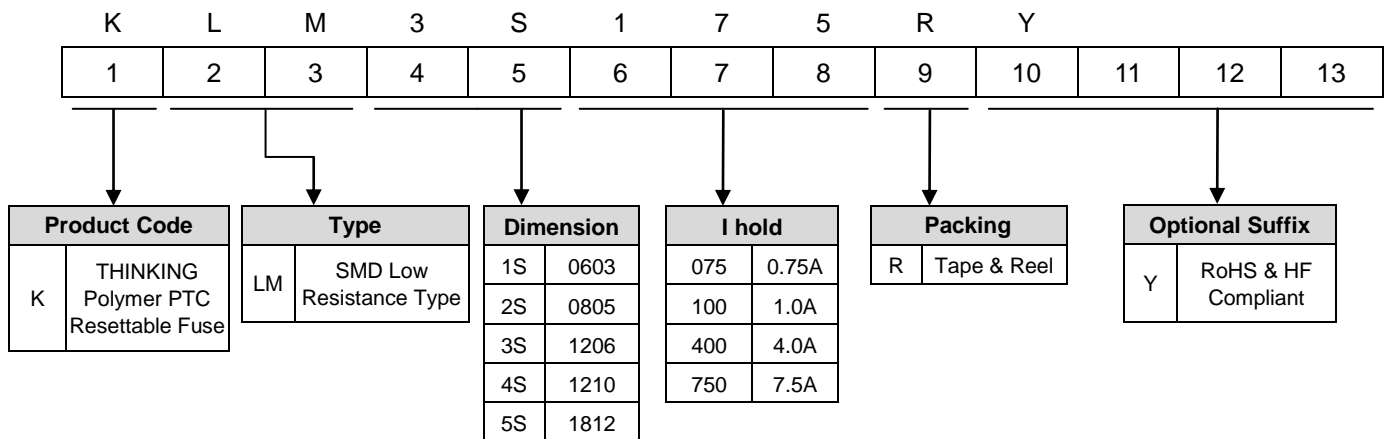 K L M 3 S 1 7 5 R Y
1 2 3 4 5 6 7 8 9 10 11 12 13
Product Code
K THINKING
Polymer PTC
Resettable Fuse
Type
LM SMD Low
Resistance Type
Dimension
1S 0603
2S 0805
3S 1206
4S 1210
5S 1812
I hold
075 0.75A
100 1.0A
400 4.0A
750 7.5A
Packing
R Tape & Reel
Optional Suffix
Y RoHS & HF
Compliant